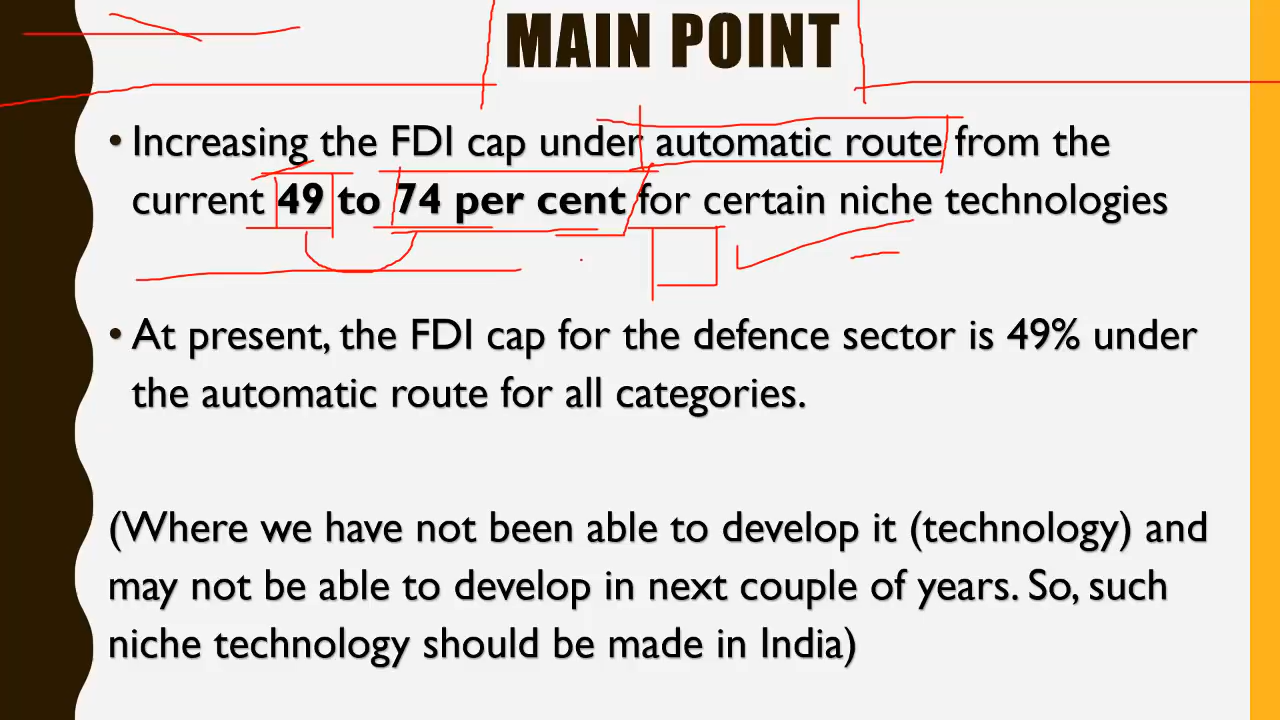 MAIN POINT
• Increasing the FDI cap under automatic route from the
current 49 to 74 per cent for certain niche technologies
• At present, the FDI cap for the defence sector is 49% under
the automatic route for all categories.
(Where we have not been able to develop it (technology) and
may not be able to develop in next couple of years. So, such
niche technology should be made in India)